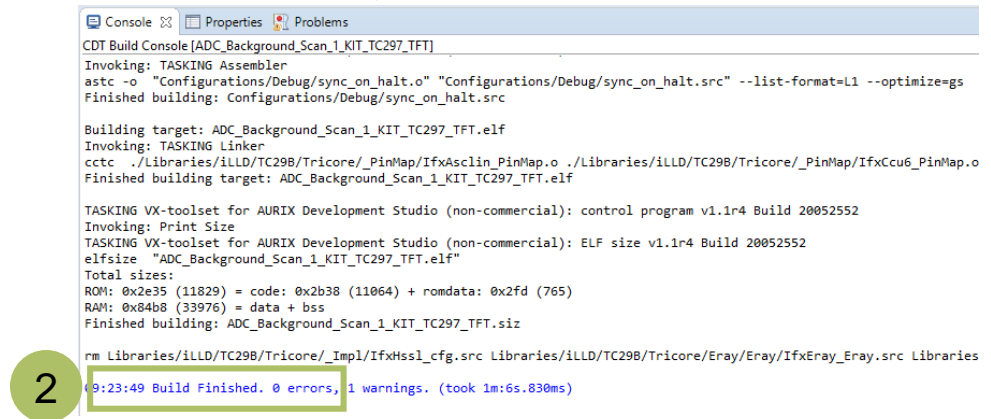 Console Properties Problems
CDT Build Console [ADC_Background_Scan_1_KIT_TC297_TFT]
Invoking: TASKING Assembler
astc -o  "Configurations/Debug/sync_on_halt.o" "Configurations/Debug/sync_on_halt.src" --list-format=L1 --optimize=gs
Finished building: Configurations/Debug/sync_on_halt.src
Building target: ADC_Background_Scan_1_KIT_TC297_TFT.elf
Invoking: TASKING Linker
cctc  ./Libraries/iLLD/TC29B/Tricore/_PinMap/IfxAsclin_PinMap.o ./Libraries/iLLD/TC29B/Tricore/_PinMap/IfxCcu6_PinMap.o
Finished building target: ADC_Background_Scan_1_KIT_TC297_TFT.elf
TASKING VX-toolset for AURIX Development Studio (non-commercial): control program v1.1r4 Build 20052552
Invoking: Print Size
TASKING VX-toolset for AURIX Development Studio (non-commercial): ELF size v1.1r4 Build 20052552
elfsize  "ADC_Background_Scan_1_KIT_TC297_TFT.elf"
Total sizes:
ROM: 0x2e35 (11829) = code: 0x2b38 (11064) + romdata: 0x2fd (765)
RAM: 0x84b8 (33976) = data + bss
Finished building: ADC_Background_Scan_1_KIT_TC297_TFT.siz
rm Libraries/iLLD/TC29B/Tricore/_Impl/IfxHssl_cfg.src Libraries/iLLD/TC29B/Tricore/Eray/Eray/IfxEray_Eray.src Libraries
2
9:23:49 Build Finished. 0 errors, 1 warnings. (took 1m:6s.830ms)